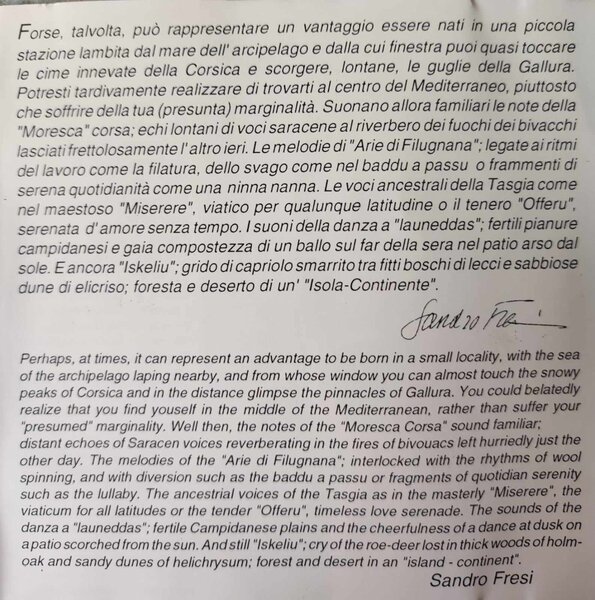 Forse, talvolta, può rappresentare un vantaggio essere nati in una piccola
stazione lambita dal mare dell' arcipelago e dalla cui finestra puoi quasi toccare
le cime innevate della Corsica e scorgere, lontane, le guglie della Gallura.
Potresti tardivamente realizzare di trovarti al centro del Mediterraneo, piuttosto
che soffrire della tua (presunta) marginalità. Suonano allora familiari le note della
"Moresca" corsa; echi lontani di voci saracene al riverbero dei fuochi dei bivacchi
lasciati frettolosamente l'altro ieri. Le melodie di "Arie di Filugnana"; legate ai ritmi
del lavoro come la filatura, dello svago come nel baddu a passu o frammenti di
serena quotidianità come una ninna nanna. Le voci ancestrali della Tasgia come
nel maestoso "Miserere", viatico per qualunque latitudine o il tenero "Offeru",
serenata d'amore senza tempo. I suoni della danza a "launeddas"; fertili pianure
campidanesi e gaia compostezza di un ballo sul far della sera nel patio arso dal
sole. E ancora "Iskeliu"; grido di capriolo smarrito tra fitti boschi di lecci e sabbiose
dune di elicriso; foresta e deserto di un' "Isola-Continente".
Sandro Fresi
Perhaps, at times, it can represent an advantage to be born in a small locality, with the sea
of the archipelago laping nearby, and from whose window you can almost touch the snowy
peaks of Corsica and in the distance glimpse the pinnacles of Gallura. You could belatedly
realize that you find youself in the middle of the Mediterranean, rather than suffer your
"presumed" marginality. Well then, the notes of the "Moresca Corsa" sound familiar;
distant echoes of Saracen voices reverberating in the fires of bivouacs left hurriedly just the
other day. The melodies of the "Arie di Filugnana"; interlocked with the rhythms of wool
spinning, and with diversion such as the baddu a passu or fragments of quotidian serenity
such as the lullaby. The ancestrial voices of the Tasgia as in the masterly "Miserere", the
viaticum for all latitudes or the tender "Offeru", timeless love serenade. The sounds of the
danza a "launeddas"; fertile Campidanese plains and the cheerfulness of a dance at dusk on
a patio scorched from the sun. And still "Iskeliu"; cry of the roe-deer lost in thick woods of holm-
oak and sandy dunes of helichrysum; forest and desert in an "island - continent".
Sandro Fresi